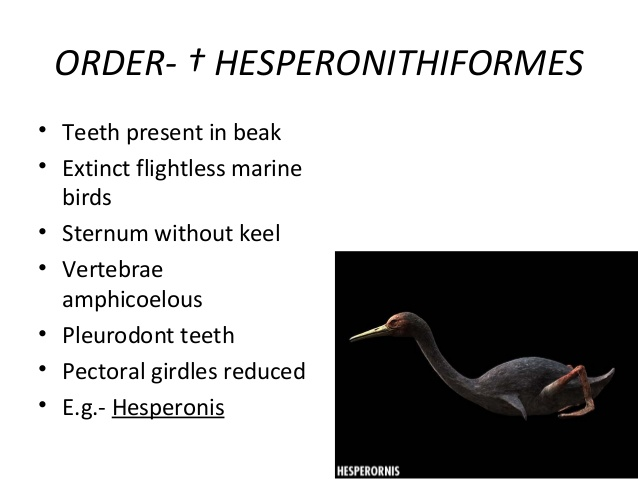 ORDER- † HESPERONITHIFORMES
• Teeth present in beak
• Extinct flightless marine
birds
• Sternum without keel
• Vertebrae
amphicoelous
• Pleurodont teeth
• Pectoral girdles reduced
• E.g.- Hesperonis
HESPERORNIS